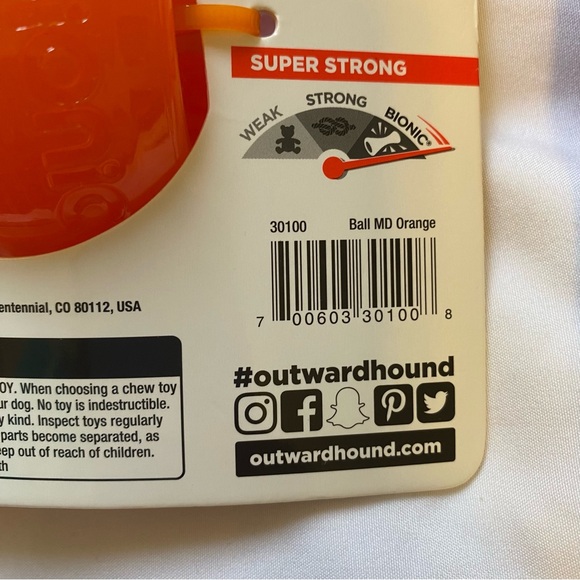 SUPER STRONG
WEAK STRONG BIONIC®
30100 Ball MD Orange
7 00603 30100 8
entennial, CO 80112, USA
OY. When choosing a chew toy
ur dog. No toy is indestructible.
y kind. Inspect toys regularly
parts become separated, as
eep out of reach of children.
th
#outwardhound
outwardhound.com